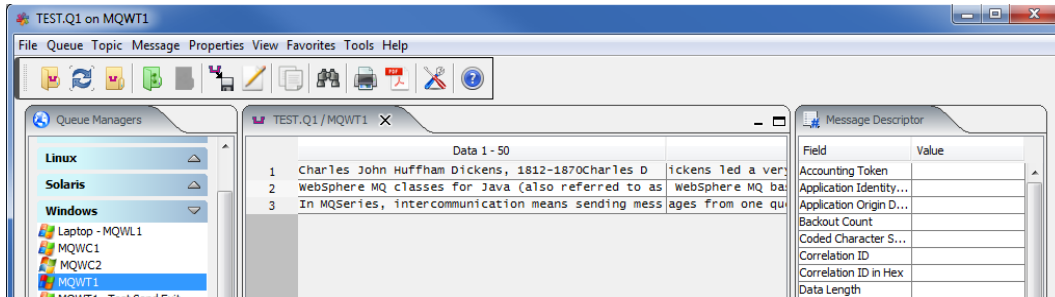 TEST.Q1 on MQWT1
File Queue Topic Message Properties View Favorites Tools Help
Queue Managers
Linux
Solaris
Windows
Laptop - MQWL1
MQWC1
MQWC2
MQWT1
MQWT1 - Test Send Exit
TEST.Q1 / MQWT1
Data 1 - 50
1 Charles John Huffham Dickens, 1812-1870Charles D ickens led a very
2 WebSphere MQ classes for Java (also referred to as WebSphere MQ ba
3 In MQSeries, intercommunication means sending mess ages from one qu
Message Descriptor
Field Value
Accounting Token
Application Identity...
Application Origin D...
Backout Count
Coded Character S...
Correlation ID
Correlation ID in Hex
Data Length